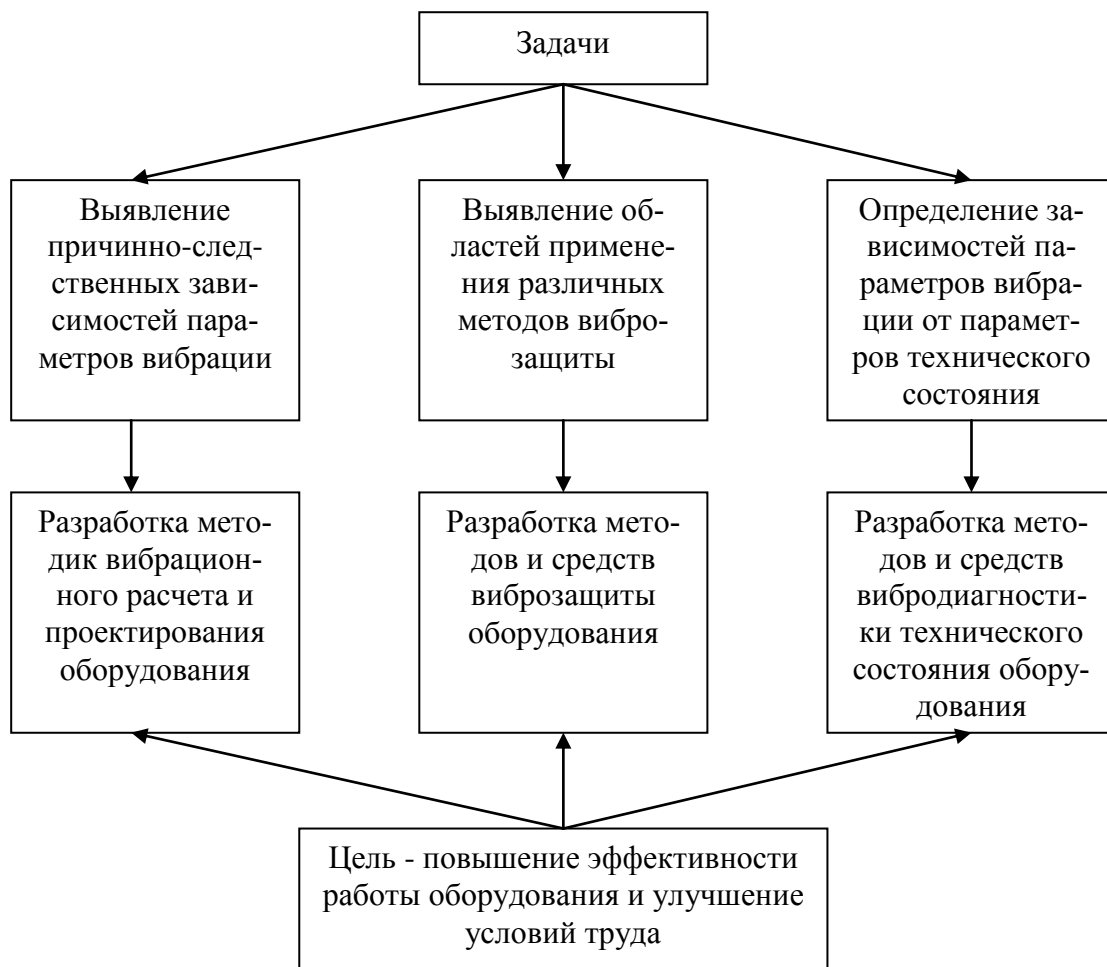 Задачи
Выявление
причинно-след-
ственных зави-
симостей пара-
метров вибрации
Выявление об-
ластей примене-
ния различных
методов вибро-
защиты
Определение за-
висимостей па-
раметров вибра-
ции от парамет-
ров технического
состояния
Разработка мето-
дик вибрацион-
ного расчета и
проектирования
оборудования
Разработка мето-
дов и средств
виброзащиты
оборудования
Разработка мето-
дов и средств
вибродиагности-
ки технического
состояния обору-
дования
Цель - повышение эффективности
работы оборудования и улучшение
условий труда